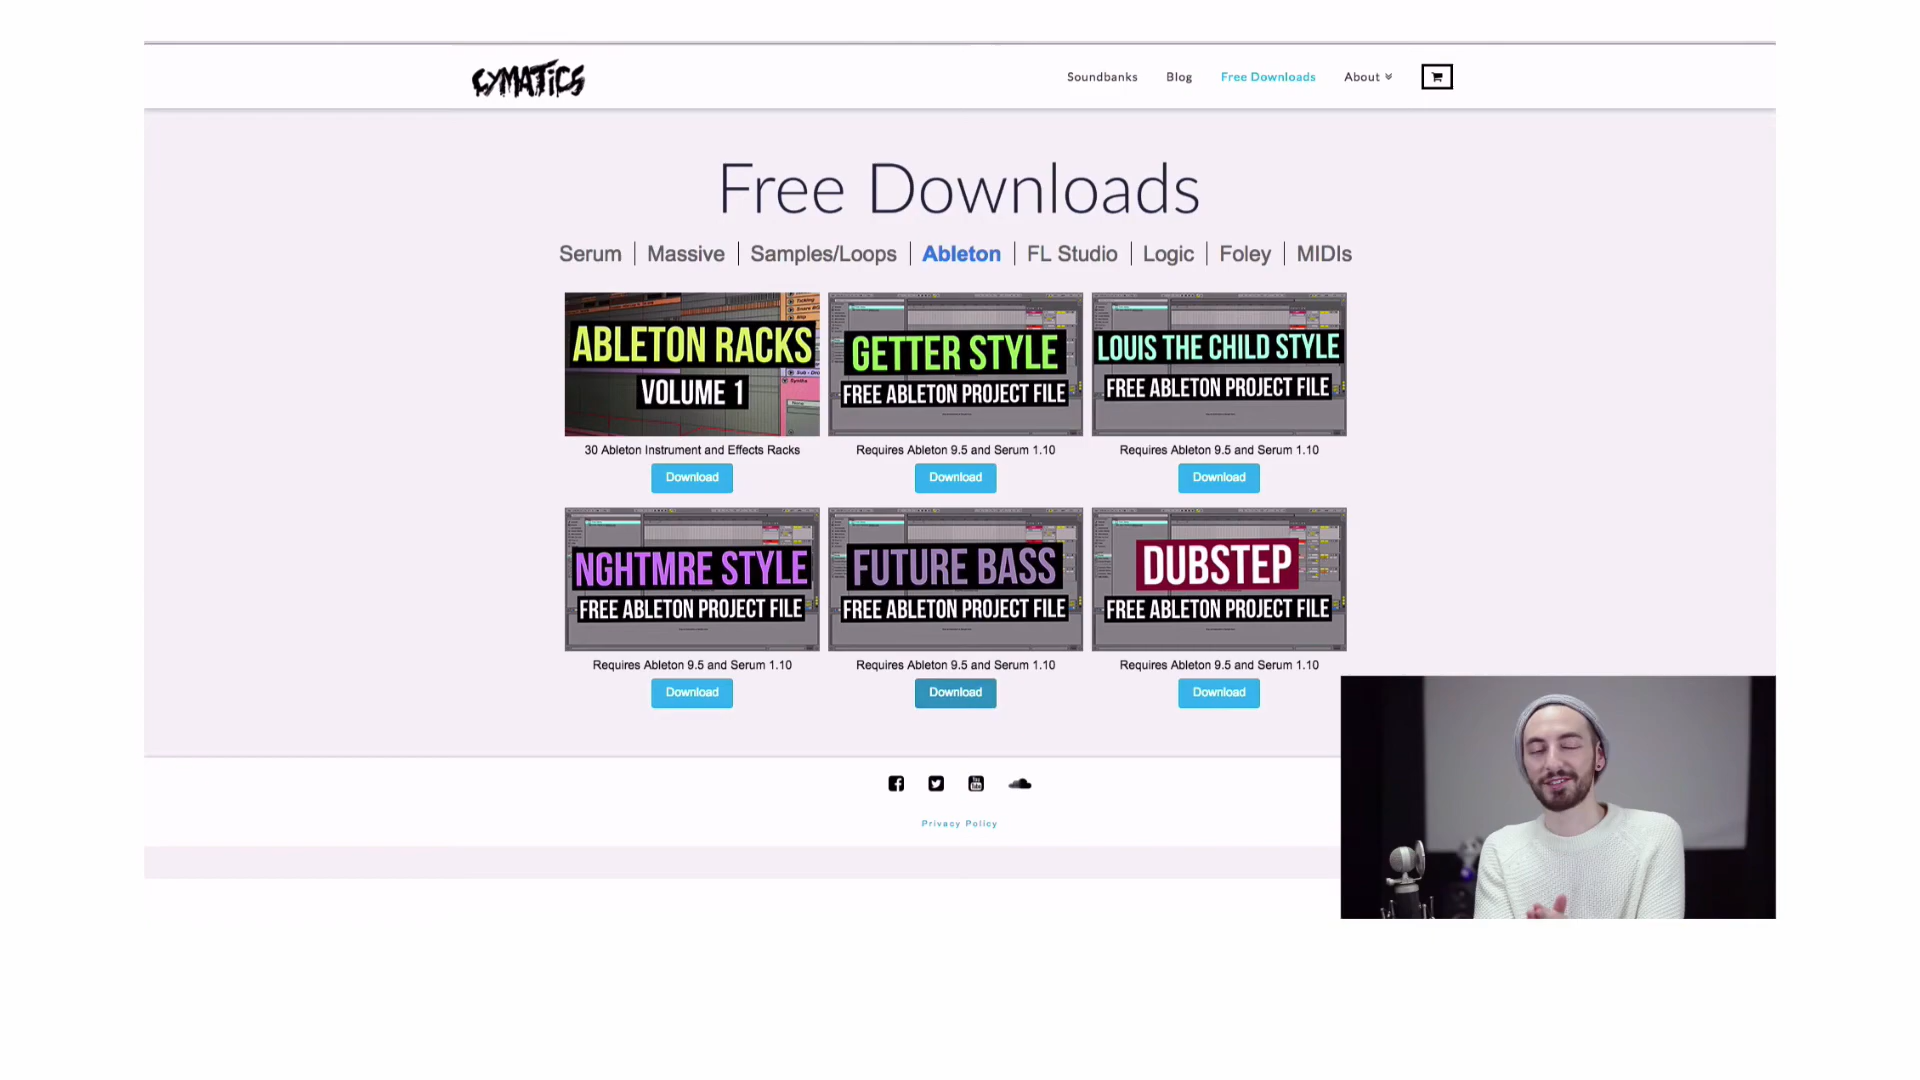 CYMATICS
Soundbanks Blog Free Downloads About
Free Downloads
Serum | Massive | Samples/Loops | Ableton | FL Studio | Logic | Foley | MIDIs
ABLETON RACKS
VOLUME 1
30 Ableton Instrument and Effects Racks
Download
GETTER STYLE
FREE ABLETON PROJECT FILE
Requires Ableton 9.5 and Serum 1.10
Download
LOUIS THE CHILD STYLE
FREE ABLETON PROJECT FILE
Requires Ableton 9.5 and Serum 1.10
Download
NGHTMRE STYLE
FREE ABLETON PROJECT FILE
Requires Ableton 9.5 and Serum 1.10
Download
FUTURE BASS
FREE ABLETON PROJECT FILE
Requires Ableton 9.5 and Serum 1.10
Download
DUBSTEP
FREE ABLETON PROJECT FILE
Requires Ableton 9.5 and Serum 1.10
Download
Privacy Policy